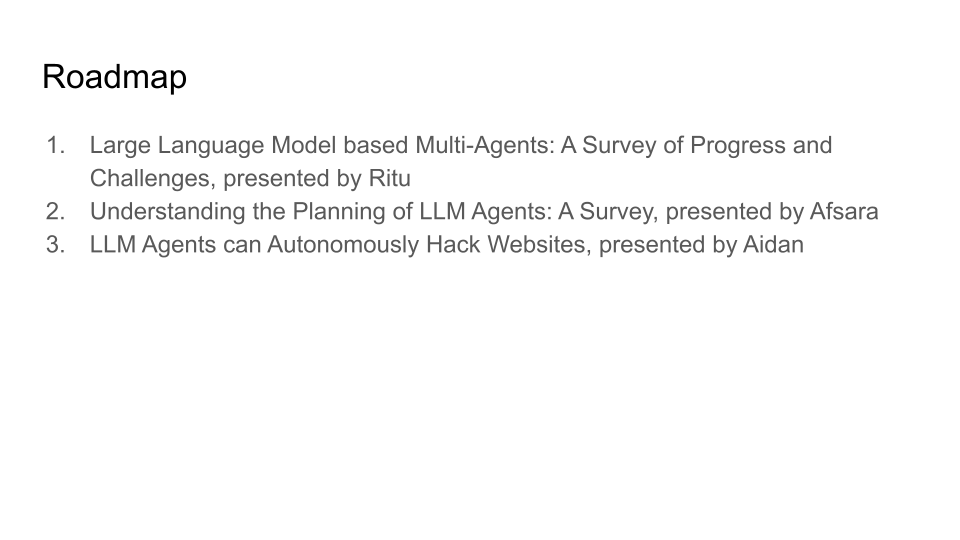 Roadmap
1. Large Language Model based Multi-Agents: A Survey of Progress and
Challenges, presented by Ritu
2. Understanding the Planning of LLM Agents: A Survey, presented by Afsara
3. LLM Agents can Autonomously Hack Websites, presented by Aidan